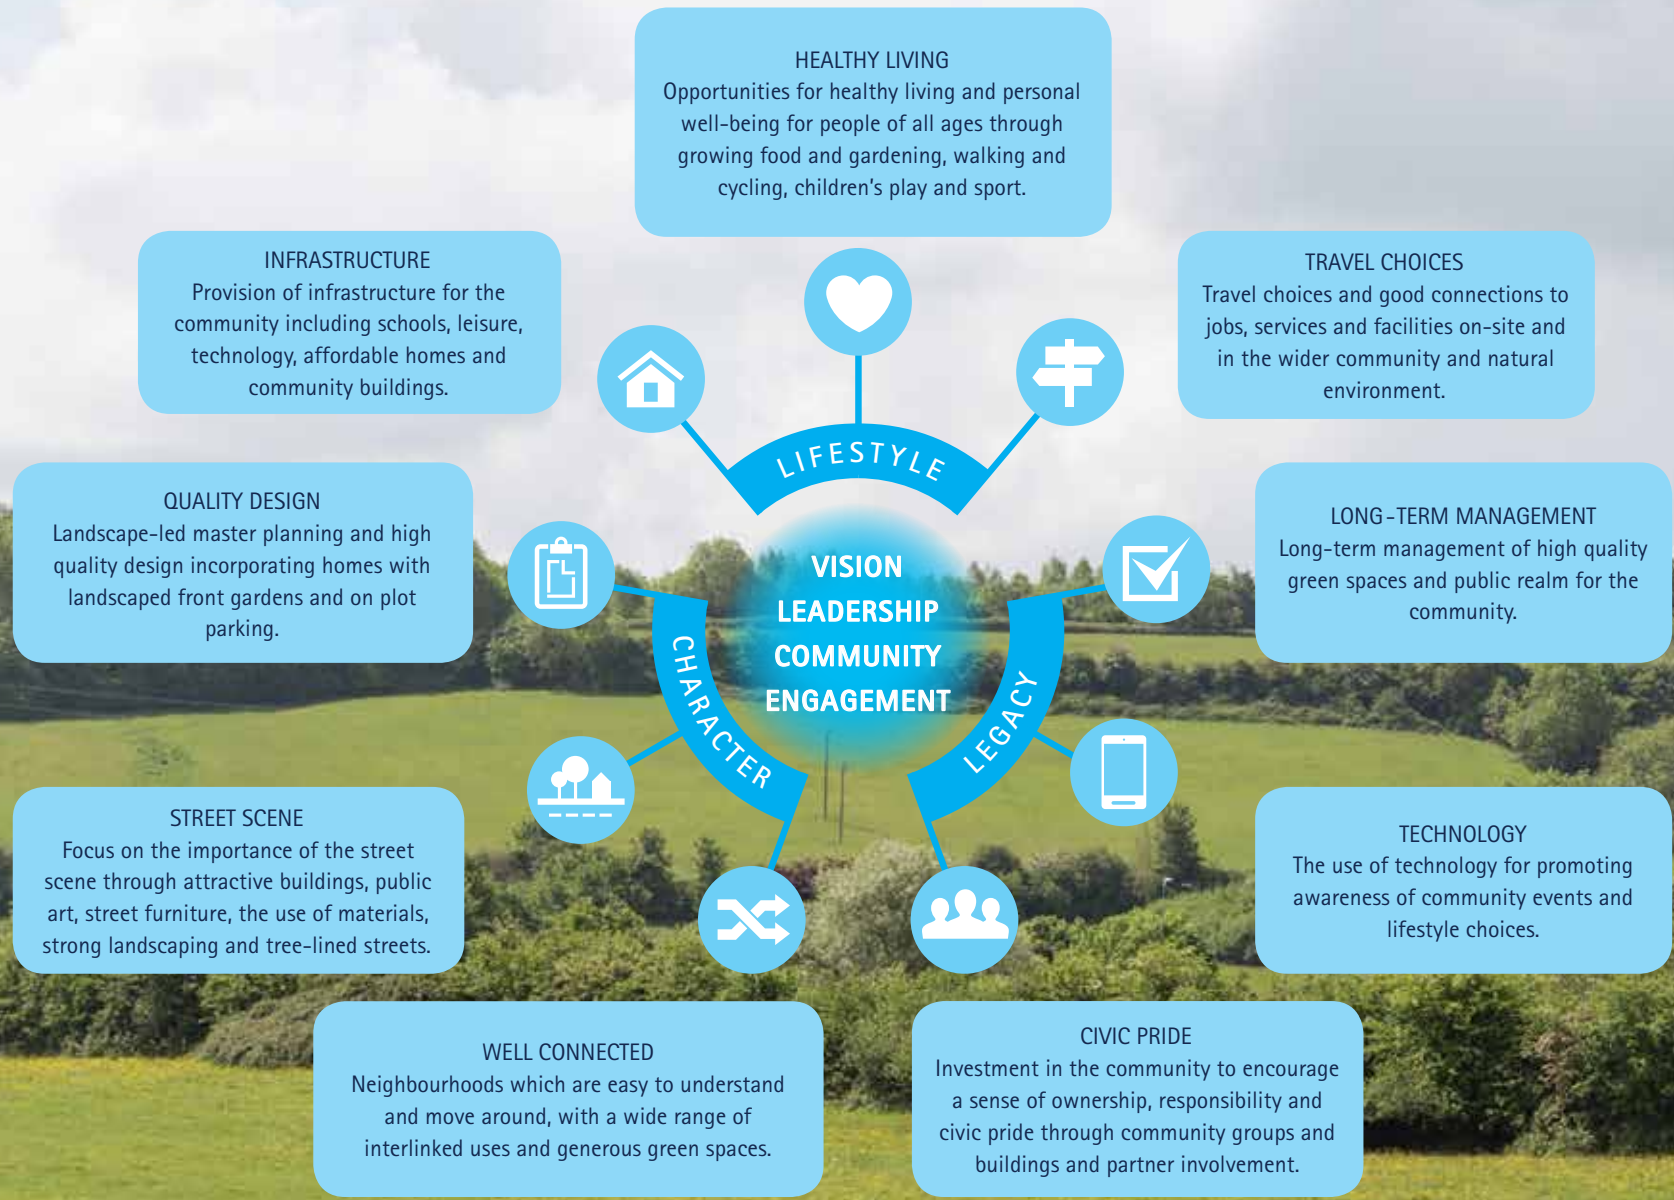 HEALTHY LIVING
Opportunities for healthy living and personal
well-being for people of all ages through
growing food and gardening, walking and
cycling, children's play and sport.
INFRASTRUCTURE
Provision of infrastructure for the
community including schools, leisure,
technology, affordable homes and
community buildings.
TRAVEL CHOICES
Travel choices and good connections to
jobs, services and facilities on-site and
in the wider community and natural
environment.
LIFESTYLE
QUALITY DESIGN
Landscape-led master planning and high
quality design incorporating homes with
landscaped front gardens and on plot
parking.
LONG-TERM MANAGEMENT
Long-term management of high quality
green spaces and public realm for the
community.
VISION
LEADERSHIP
COMMUNITY
ENGAGEMENT
CHARACTER
LEGACY
STREET SCENE
Focus on the importance of the street
scene through attractive buildings, public
art, street furniture, the use of materials,
strong landscaping and tree-lined streets.
TECHNOLOGY
The use of technology for promoting
awareness of community events and
lifestyle choices.
WELL CONNECTED
Neighbourhoods which are easy to understand
and move around, with a wide range of
interlinked uses and generous green spaces.
CIVIC PRIDE
Investment in the community to encourage
a sense of ownership, responsibility and
civic pride through community groups and
buildings and partner involvement.